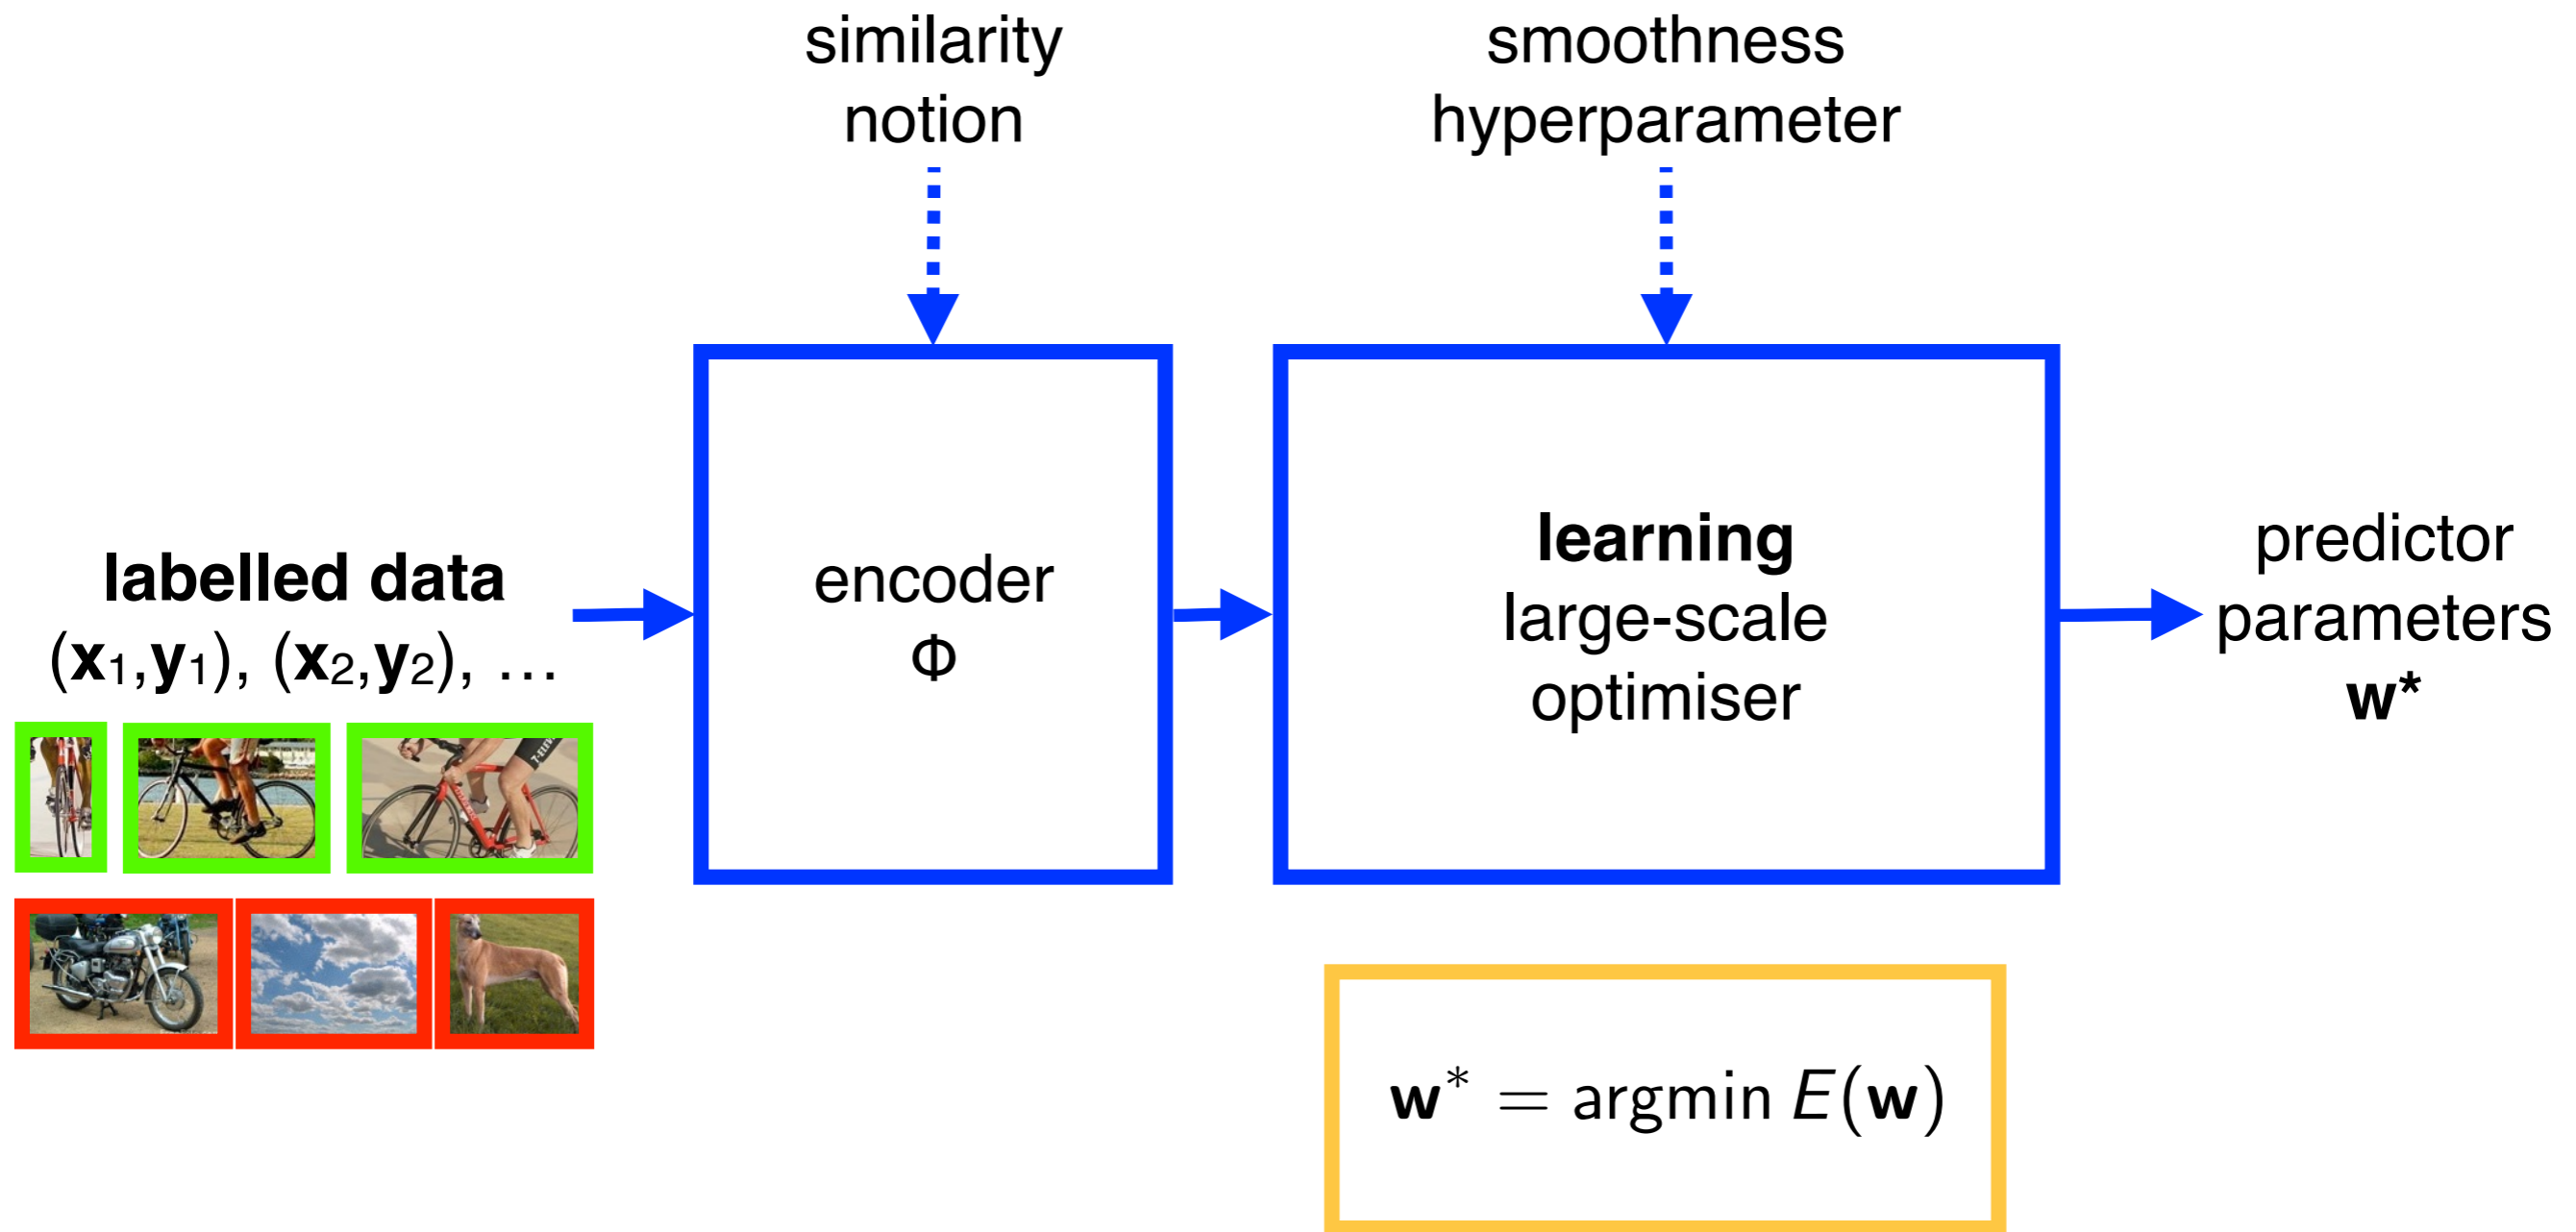 similarity
notion
smoothness
hyperparameter
labelled data
(x1,y1), (x2,y2), …
encoder
Φ
learning
large-scale
optimiser
predictor
parameters
w*
w* = argmin E(w)